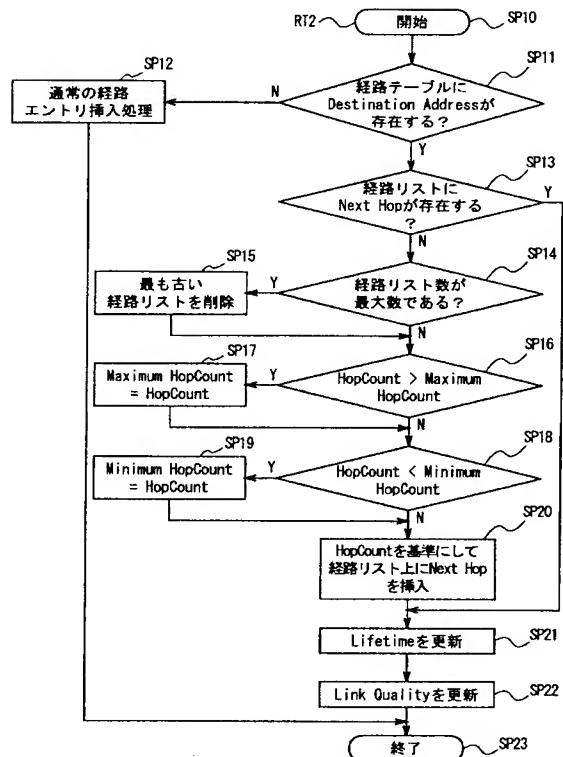 RT2
開始
SP10
SP11
経路テーブルに
Destination Addressが
存在する?
N
Y
SP12
通常の経路
エントリ挿入処理
SP13
経路リストに
Next Hopが存在する
?
Y
N
SP14
経路リスト数が
最大数である?
Y
N
SP15
最も古い
経路リストを削除
SP16
HopCount > Maximum
HopCount
Y
N
SP17
Maximum HopCount
= HopCount
SP18
HopCount < Minimum
HopCount
Y
N
SP19
Minimum HopCount
= HopCount
SP20
HopCountを基準にして
経路リスト上にNext Hop
を挿入
Lifetimeを更新
SP21
Link Qualityを更新
SP22
終了
SP23